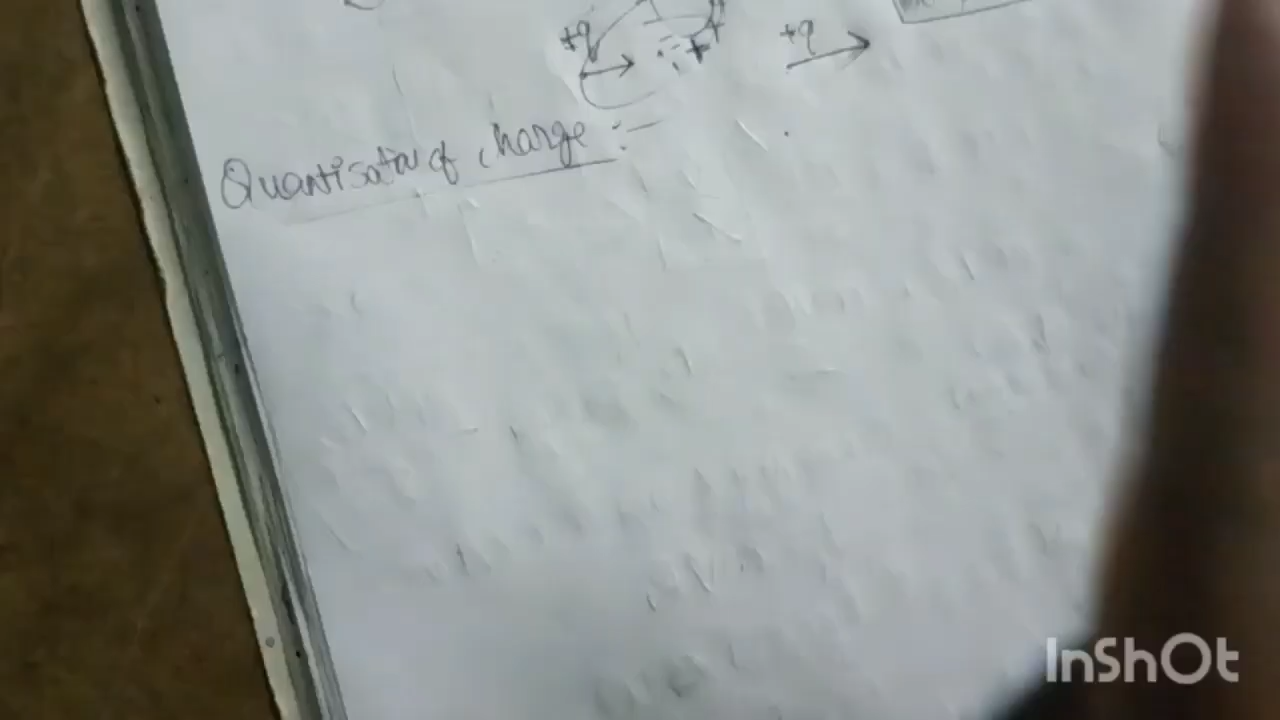 +q
+q
Quantisation of charge :-
InShOt